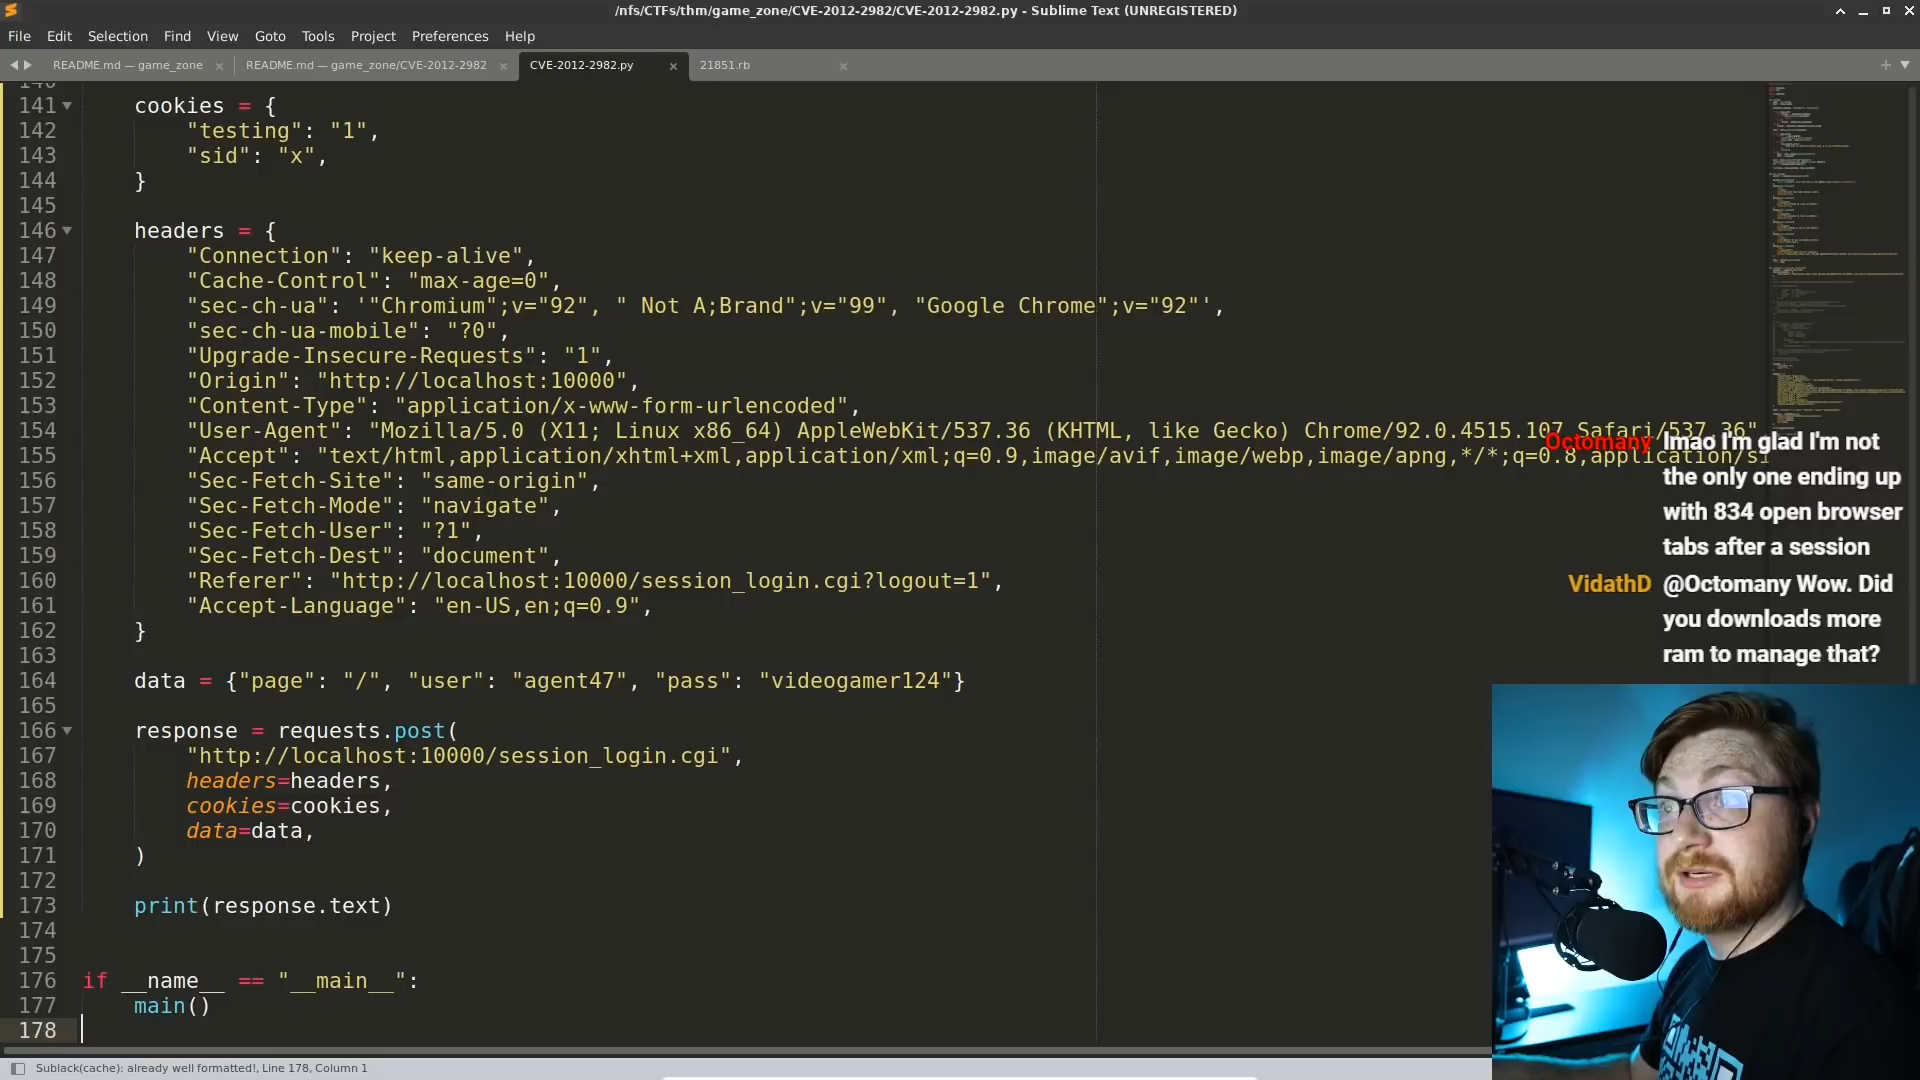 /nfs/CTFs/thm/game_zone/CVE-2012-2982/CVE-2012-2982.py - Sublime Text (UNREGISTERED)
File Edit Selection Find View Goto Tools Project Preferences Help
README.md — game_zone
README.md — game_zone/CVE-2012-2982
CVE-2012-2982.py
21851.rb
141 cookies = {
142 "testing": "1",
143 "sid": "x",
144 }
145
146 headers = {
147 "Connection": "keep-alive",
148 "Cache-Control": "max-age=0",
149 "sec-ch-ua": '"Chromium";v="92", " Not A;Brand";v="99", "Google Chrome";v="92"',
150 "sec-ch-ua-mobile": "?0",
151 "Upgrade-Insecure-Requests": "1",
152 "Origin": "http://localhost:10000",
153 "Content-Type": "application/x-www-form-urlencoded",
154 "User-Agent": "Mozilla/5.0 (X11; Linux x86_64) AppleWebKit/537.36 (KHTML, like Gecko) Chrome/92.0.4515.107 Safari/537.36"
155 "Accept": "text/html,application/xhtml+xml,application/xml;q=0.9,image/avif,image/webp,image/apng,*/*;q=0.8,application/si
156 "Sec-Fetch-Site": "same-origin",
157 "Sec-Fetch-Mode": "navigate",
158 "Sec-Fetch-User": "?1",
159 "Sec-Fetch-Dest": "document",
160 "Referer": "http://localhost:10000/session_login.cgi?logout=1",
161 "Accept-Language": "en-US,en;q=0.9",
162 }
163
164 data = {"page": "/", "user": "agent47", "pass": "videogamer124"}
165
166 response = requests.post(
167 "http://localhost:10000/session_login.cgi",
168 headers=headers,
169 cookies=cookies,
170 data=data,
171 )
172
173 print(response.text)
174
175
176 if __name__ == "__main__":
177 main()
178
Octomany lmao I'm glad I'm not
the only one ending up
with 834 open browser
tabs after a session
VidathD @Octomany Wow. Did
you downloads more
ram to manage that?
Sublack(cache): already well formatted!, Line 178, Column 1